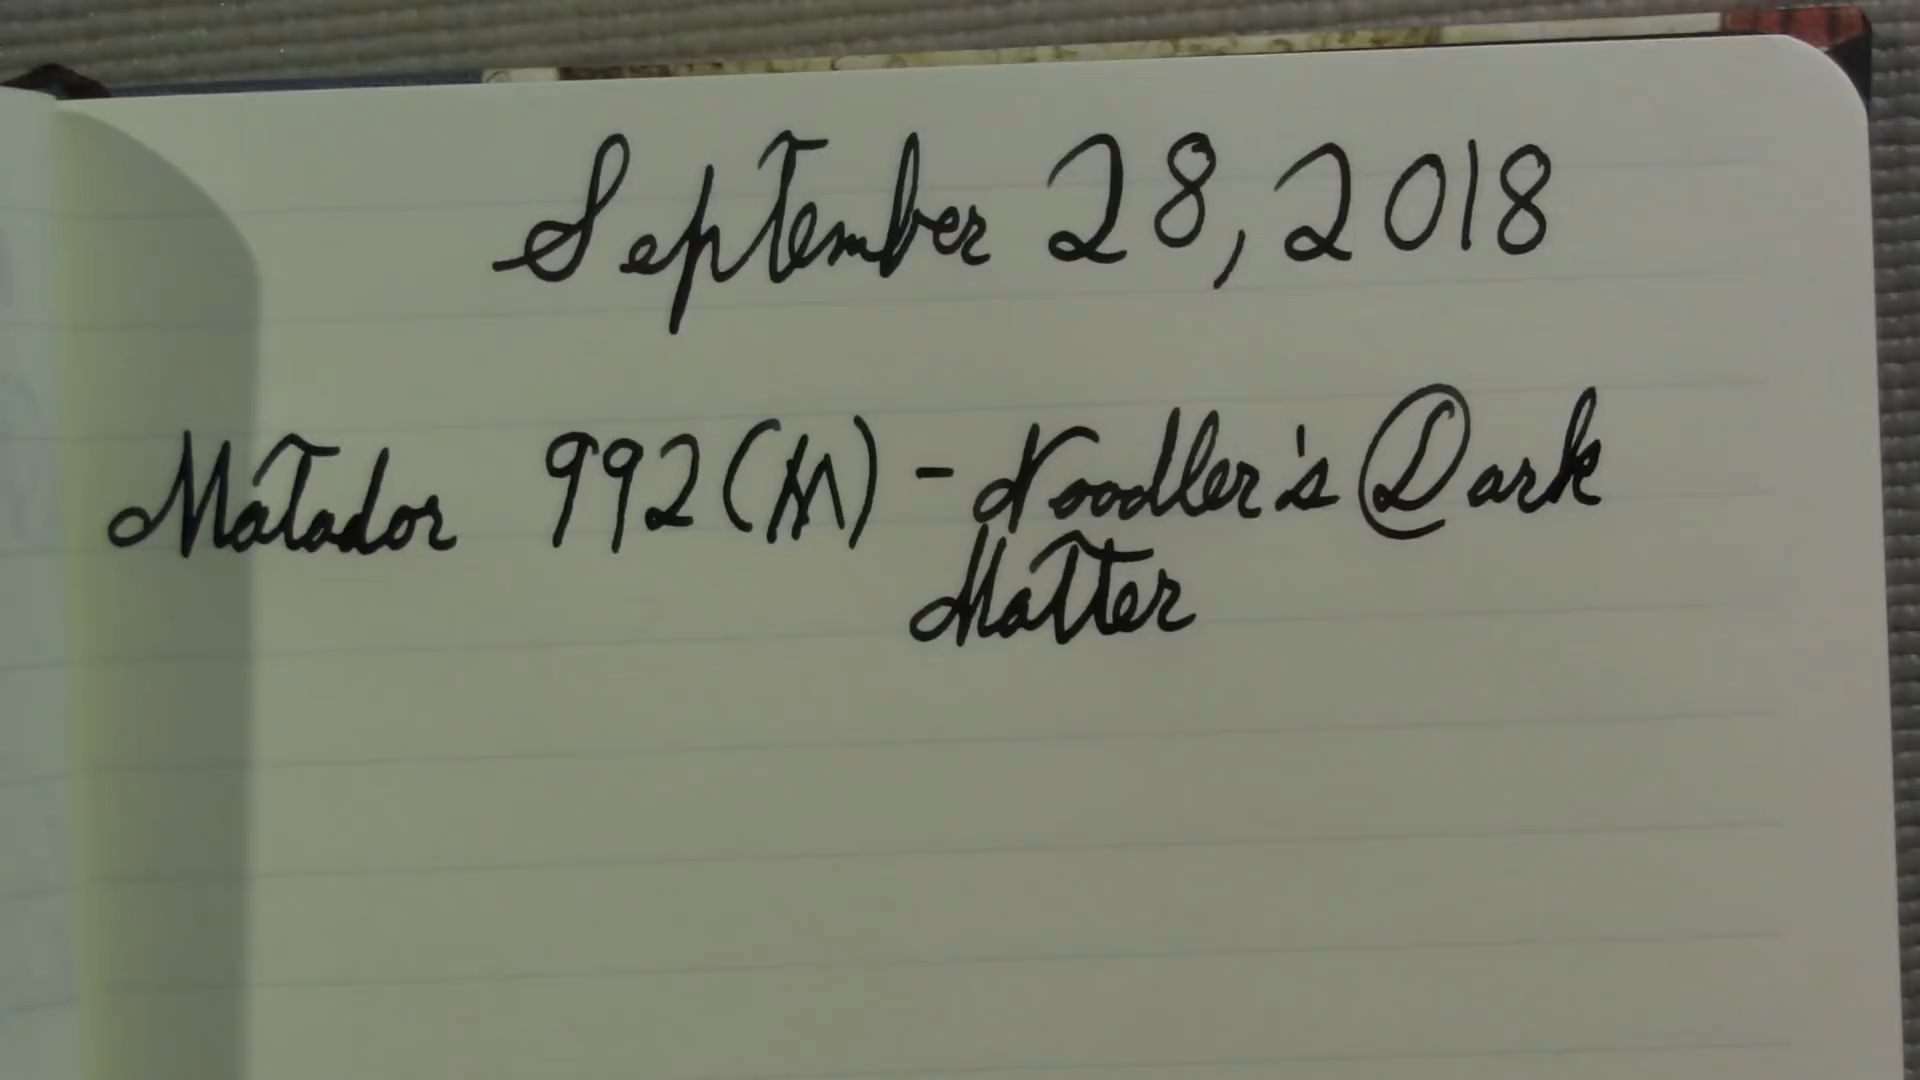 September 28, 2018
Matador 992 (M) - Noodler's Dark
Matter